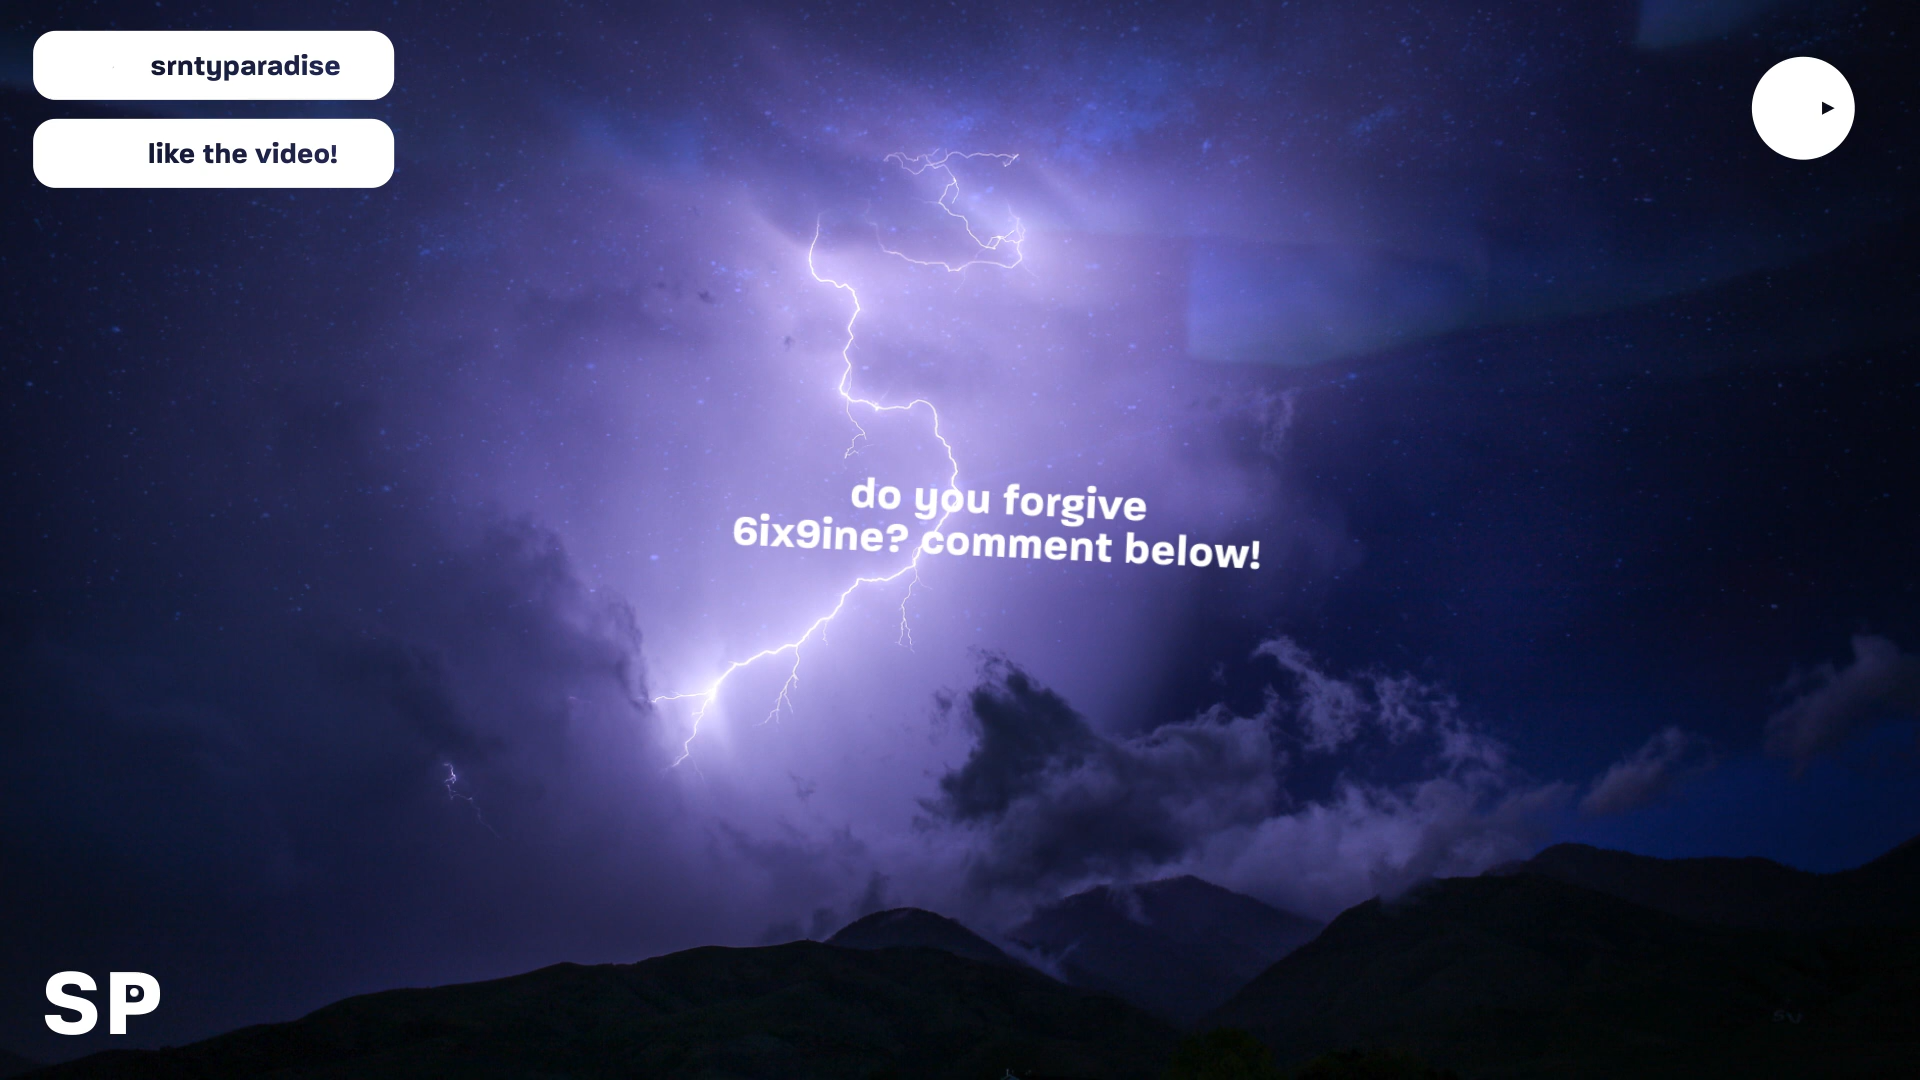 srntyparadise
like the video!
do you forgive
6ix9ine? comment below!
SP